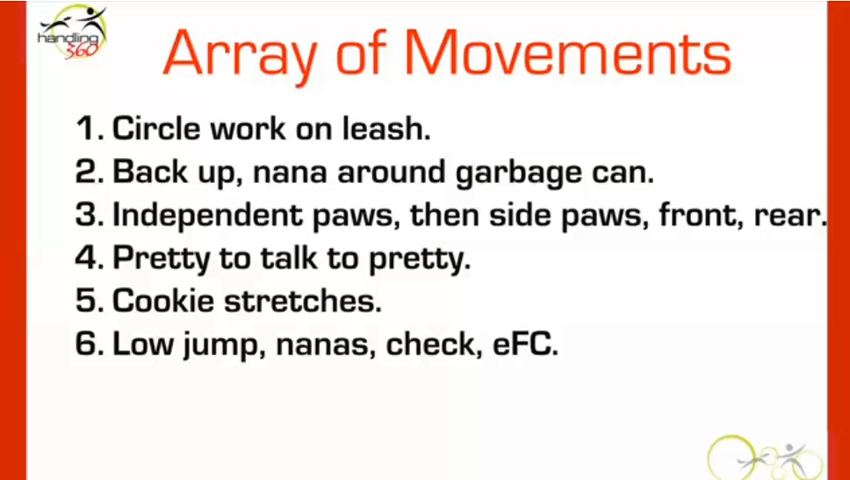 handling
360
Array of Movements
1. Circle work on leash.
2. Back up, nana around garbage can.
3. Independent paws, then side paws, front, rear.
4. Pretty to talk to pretty.
5. Cookie stretches.
6. Low jump, nanas, check, eFC.